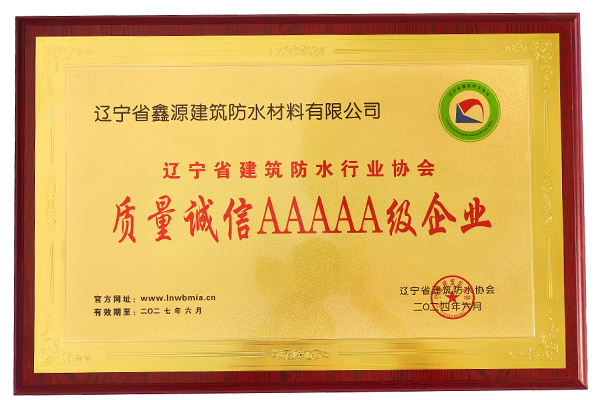 辽宁省鑫源建筑防水材料有限公司
辽宁省建筑防水行业协会
质量诚信AAAAA级企业
官方网址：www.lnwbmia.cn
有效期至：二〇二七年六月
辽宁省建筑防水协会
二〇二四年六月